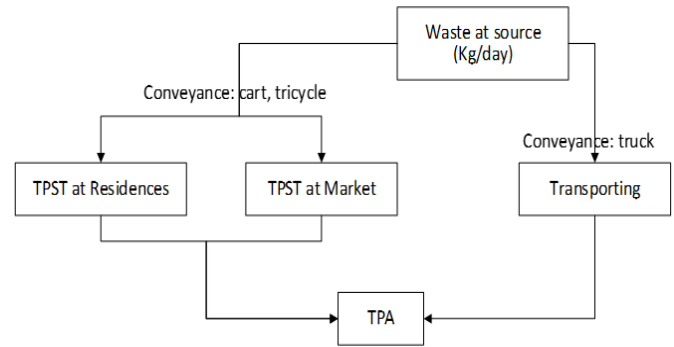 Waste at source
(Kg/day)
Conveyance: cart, tricycle
Conveyance: truck
TPST at Residences
TPST at Market
Transporting
TPA